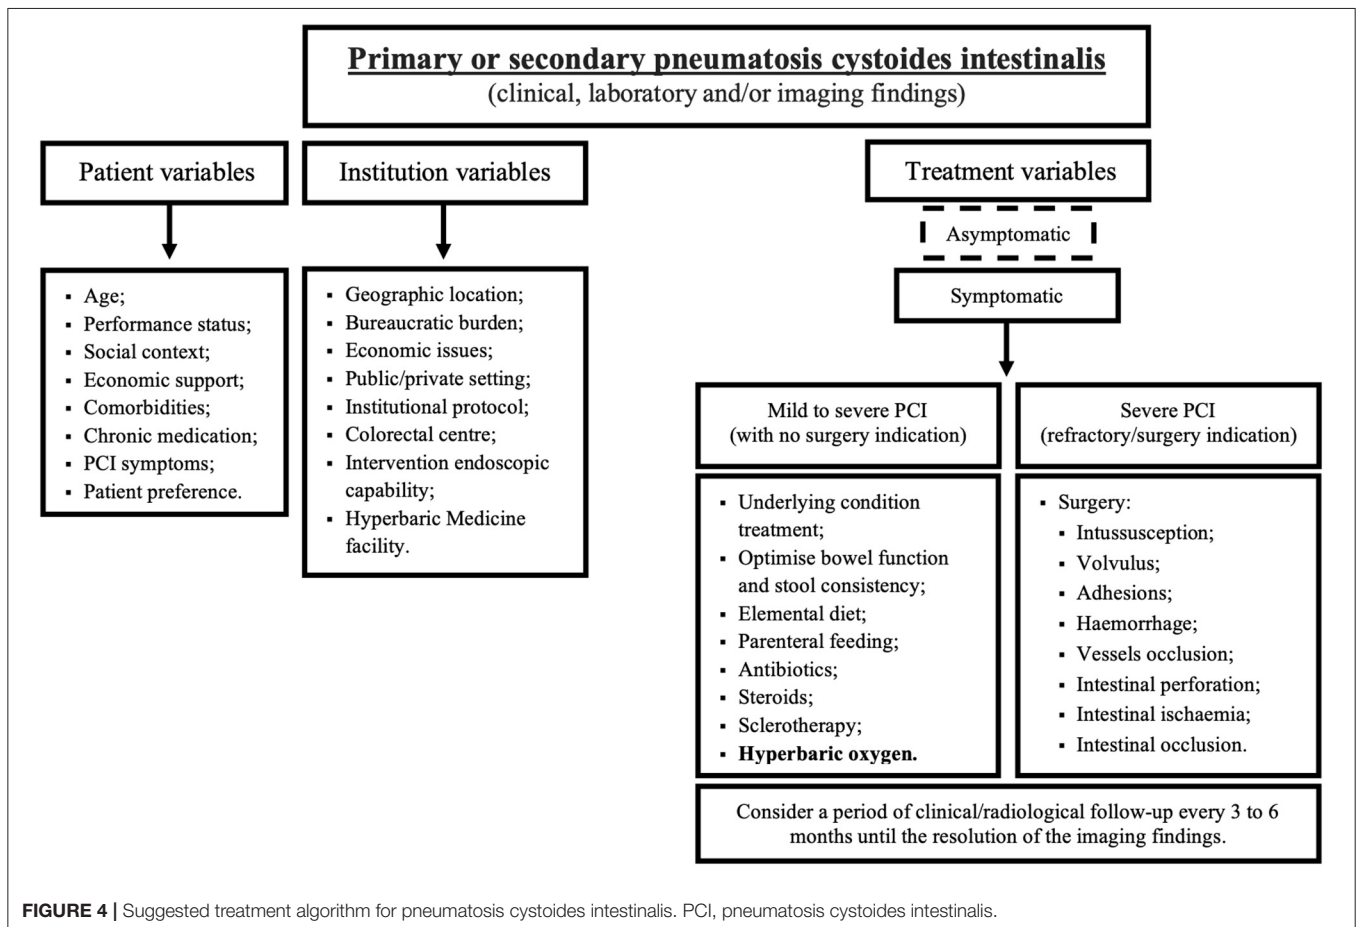 Primary or secondary pneumatosis cystoides intestinalis
(clinical, laboratory and/or imaging findings)
Patient variables
▪ Age;
▪ Performance status;
▪ Social context;
▪ Economic support;
▪ Comorbidities;
▪ Chronic medication;
▪ PCI symptoms;
▪ Patient preference.
Institution variables
▪ Geographic location;
▪ Bureaucratic burden;
▪ Economic issues;
▪ Public/private setting;
▪ Institutional protocol;
▪ Colorectal centre;
▪ Intervention endoscopic
capability;
▪ Hyperbaric Medicine
facility.
Treatment variables
Asymptomatic
Symptomatic
Mild to severe PCI
(with no surgery indication)
▪ Underlying condition
treatment;
▪ Optimise bowel function
and stool consistency;
▪ Elemental diet;
▪ Parenteral feeding;
▪ Antibiotics;
▪ Steroids;
▪ Sclerotherapy;
▪ Hyperbaric oxygen.
Severe PCI
(refractory/surgery indication)
▪ Surgery:
▪ Intussusception;
▪ Volvulus;
▪ Adhesions;
▪ Haemorrhage;
▪ Vessels occlusion;
▪ Intestinal perforation;
▪ Intestinal ischaemia;
▪ Intestinal occlusion.
Consider a period of clinical/radiological follow-up every 3 to 6
months until the resolution of the imaging findings.
FIGURE 4 | Suggested treatment algorithm for pneumatosis cystoides intestinalis. PCI, pneumatosis cystoides intestinalis.